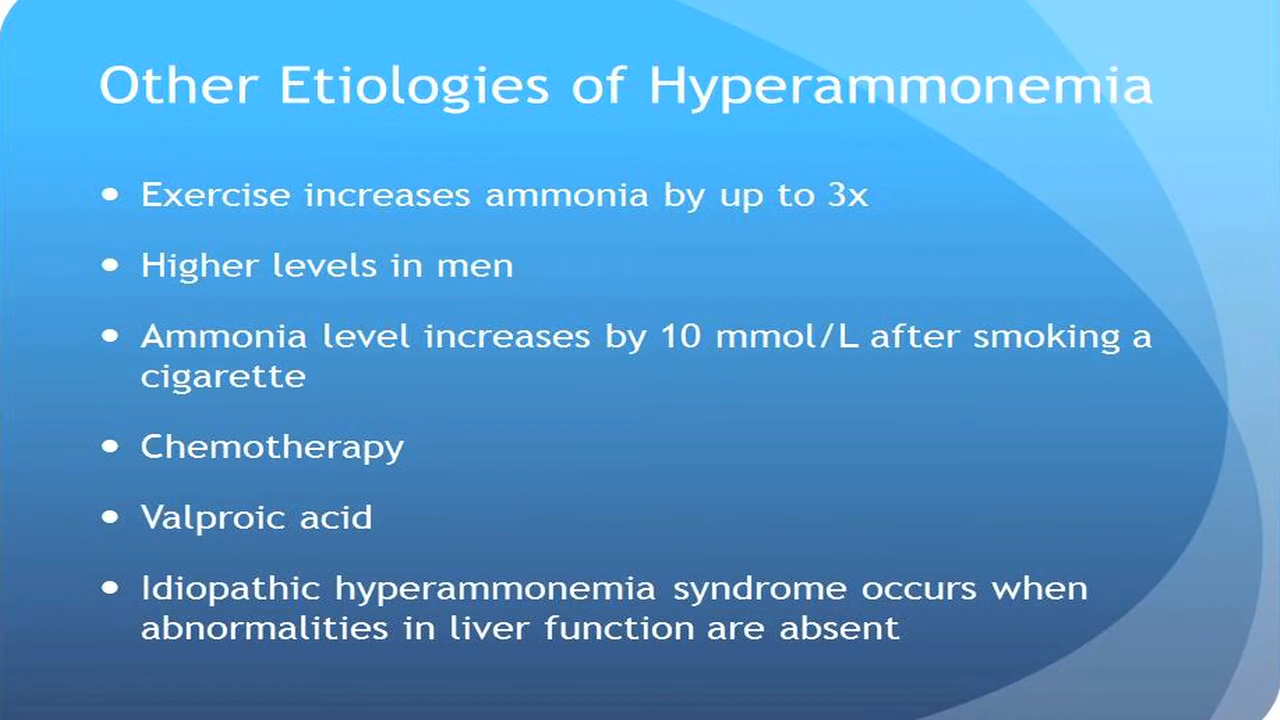 Other Etiologies of Hyperammonemia
• Exercise increases ammonia by up to 3x
• Higher levels in men
• Ammonia level increases by 10 mmol/L after smoking a
cigarette
• Chemotherapy
• Valproic acid
• Idiopathic hyperammonemia syndrome occurs when
abnormalities in liver function are absent